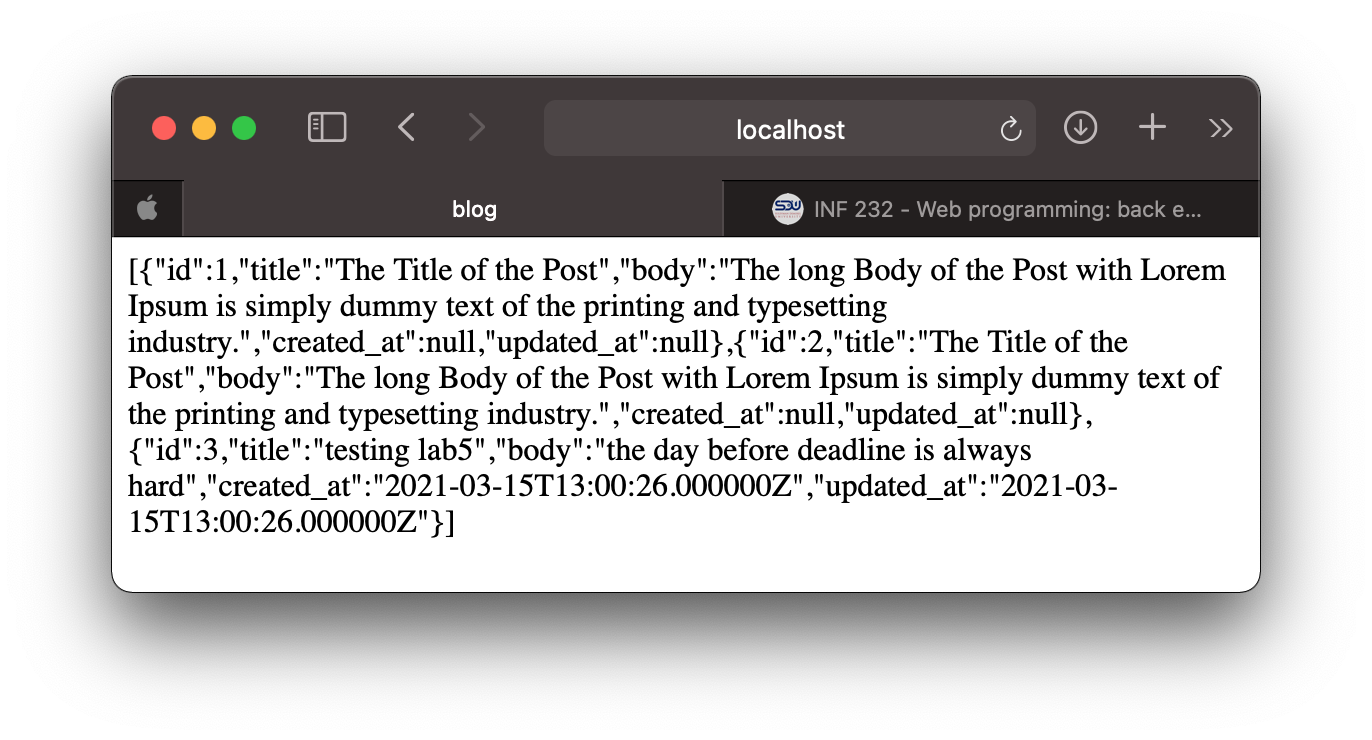 localhost
blog
SDU INF 232 - Web programming: back e...
[{"id":1,"title":"The Title of the Post","body":"The long Body of the Post with Lorem
Ipsum is simply dummy text of the printing and typesetting
industry.","created_at":null,"updated_at":null},{"id":2,"title":"The Title of the
Post","body":"The long Body of the Post with Lorem Ipsum is simply dummy text of
the printing and typesetting industry.","created_at":null,"updated_at":null},
{"id":3,"title":"testing lab5","body":"the day before deadline is always
hard","created_at":"2021-03-15T13:00:26.000000Z","updated_at":"2021-03-
15T13:00:26.000000Z"}]